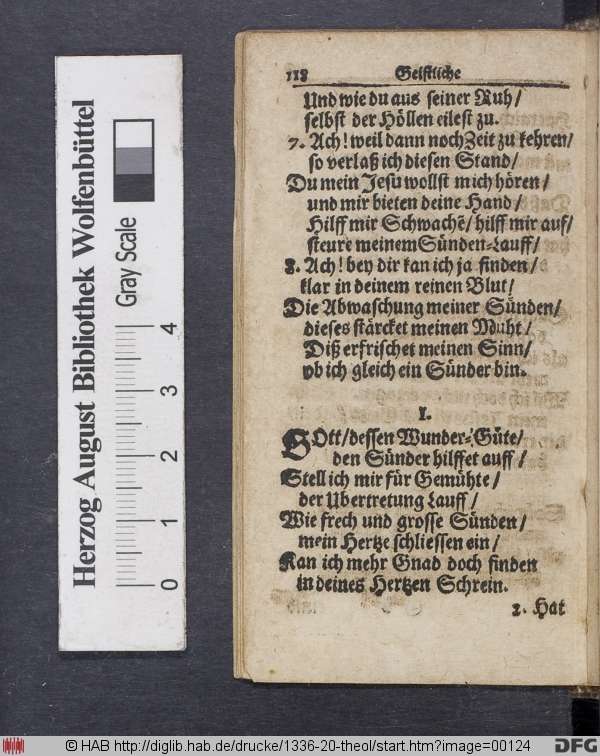 118 Geistliche
Und wie du aus seiner Ruh/
selbst der Höllen eilest zu.
7. Ach! weil dann noch Zeit zu kehren/
so verlaß ich diesen Stand/
Du mein Jesu wollst mich hören/
und mir bieten deine Hand/
Hilff mir Schwachẽ/ hilff mir auf/
steure meinem Sünden-Lauff/
8. Ach! bey dir kan ich ja finden/
klar in deinem reinen Blut/
Die Abwaschung meiner Sünden/
dieses stärcket meinen Muht/
Diß erfrischet meinen Sinn/
ob ich gleich ein Sünder bin.
I.
GOtt/dessen Wunder-Güte/
den Sünder hilffet auff/
Stell ich mir für Gemühte/
der Ubertretung Lauff/
Wie frech und grosse Sünden/
mein Hertze schliessen ein/
Kan ich mehr Gnad doch finden
in deines Hertzen Schrein.
2. Hat
Herzog August Bibliothek Wolfenbüttel
Gray Scale
0 1 2 3 4
© HAB http://diglib.hab.de/drucke/1336-20-theol/start.htm?image=00124
DFG